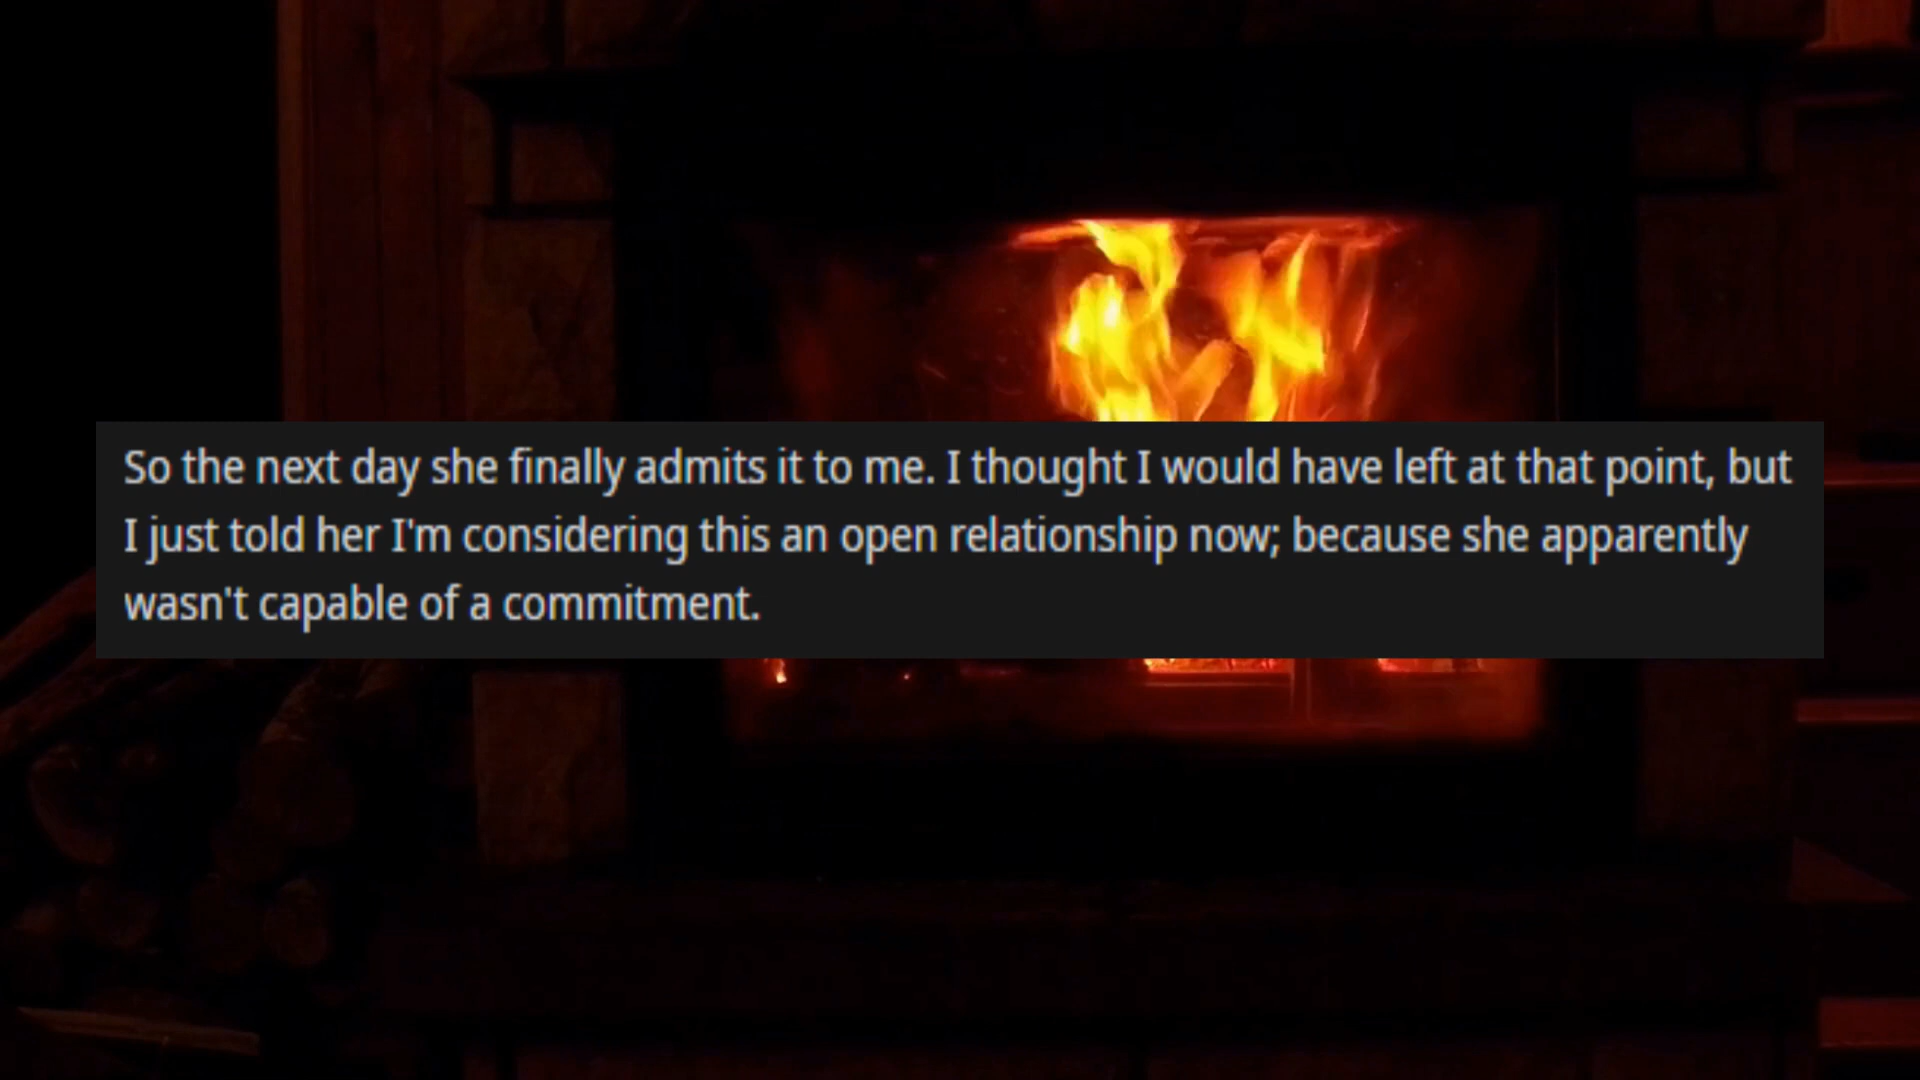 So the next day she finally admits it to me. I thought I would have left at that point, but
I just told her I'm considering this an open relationship now; because she apparently
wasn't capable of a commitment.